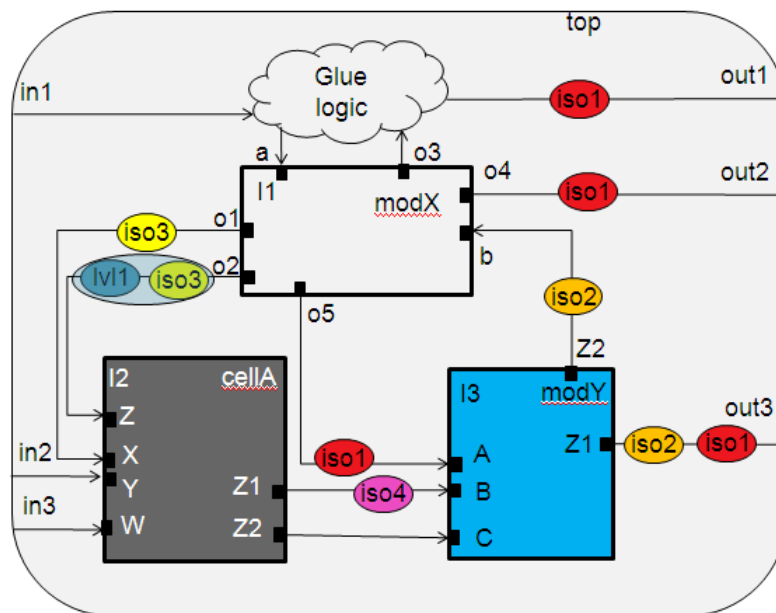 top
Glue
logic
in1
out1
iso1
a
o3
o4
out2
I1
modX
iso1
o1
iso3
b
o2
lvl1
iso3
o5
iso2
Z2
I2
cellA
I3
modY
out3
Z
Z1
iso2
iso1
in2
X
iso1
A
Y
Z1
iso4
B
in3
W
Z2
C